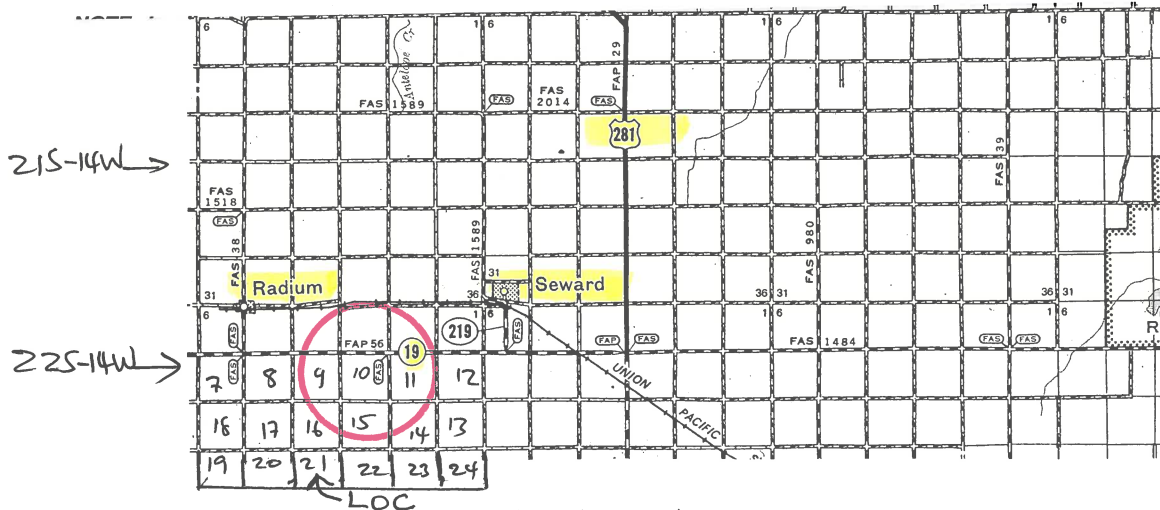 6 1 6 1 6 1 6
Antelope Cr
FAP 129
FAS 1589
FAS
FAS
2014
FAS
281
21S-14W
FAS
1518
FAS
FAS 38
FAS 1589
FAS 980
FAS 39
31
Radium
Seward
31 36 36 31 36 31
6 1 6 1 6 1 6
219
FAS
FAS
FAP 56
19
FAP
FAS
FAS 1484
FAS
FAS
R
22S-14W
7 FAS 8 9 10 FAS 11 12
UNION
PACIFIC
18 17 16 15 14 13
19 20 21 22 23 24
LOC